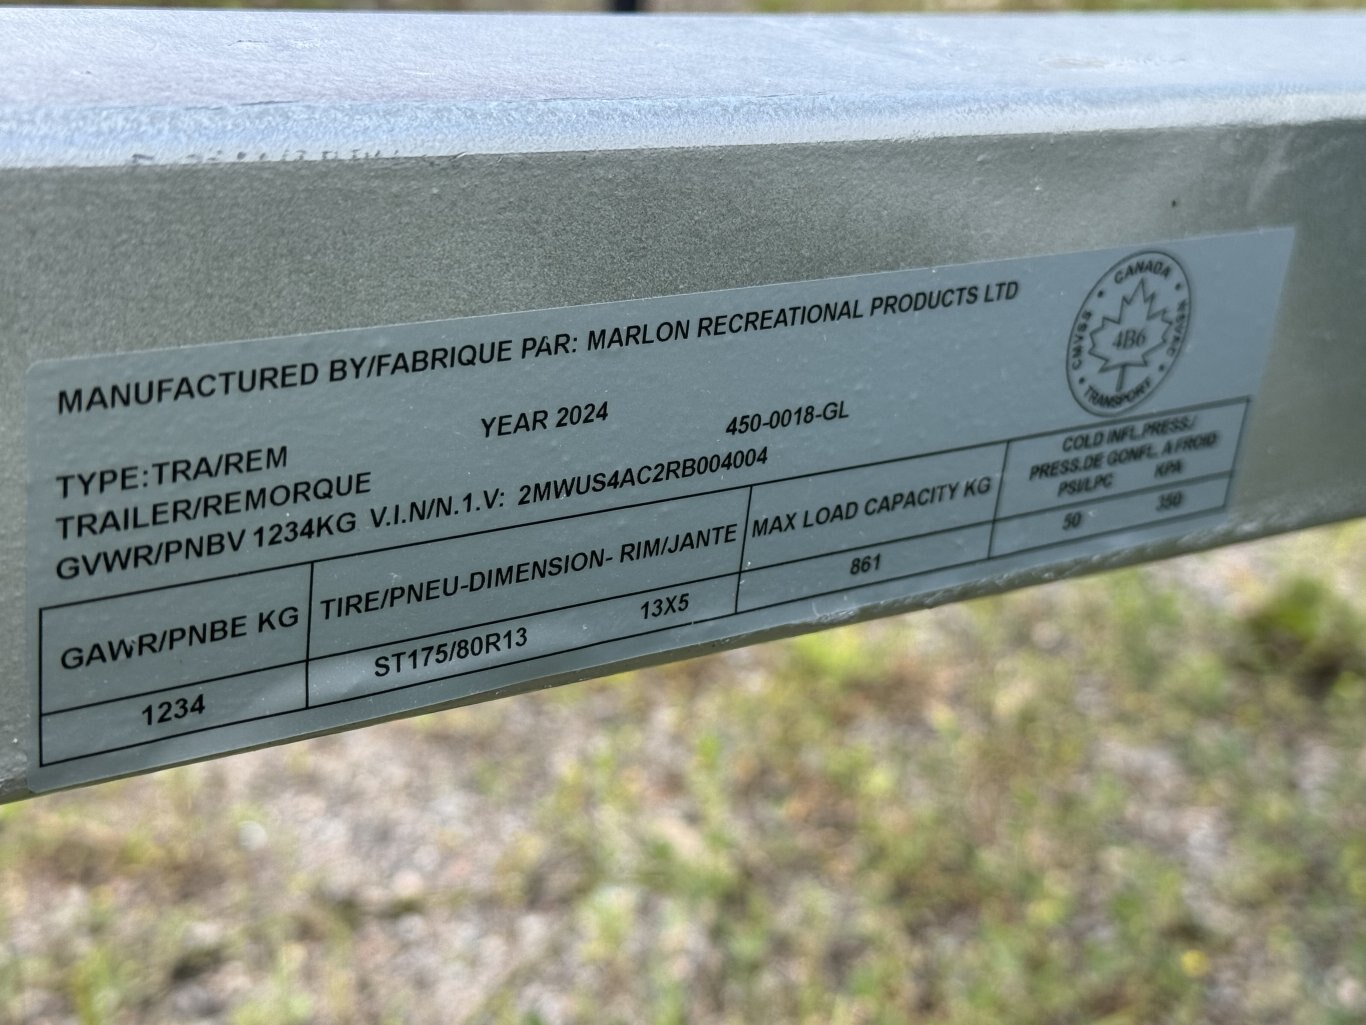 MANUFACTURED BY/FABRIQUE PAR: MARLON RECREATIONAL PRODUCTS LTD
YEAR 2024
450-0018-GL
TYPE:TRA/REM
TRAILER/REMORQUE
GVWR/PNBV 1234KG V.I.N/N.1.V: 2MWUS4AC2RB004004
GAWR/PNBE KG
TIRE/PNEU-DIMENSION- RIM/JANTE
MAX LOAD CAPACITY KG
COLD INFL.PRESS./
PRESS.DE GONFL. A FROID
PSI/LPC KPA
1234
ST175/80R13 13X5
861
50 350
CANADA
CMVSS
NSVAC
4B6
TRANSPORT